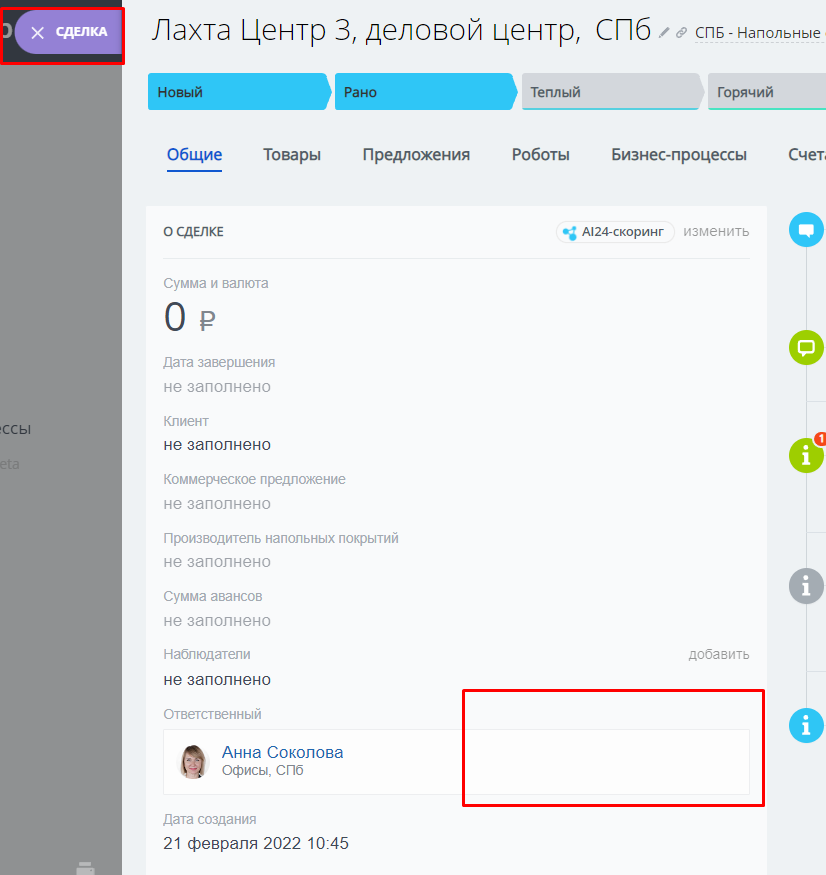 СДЕЛКА
Лахта Центр 3, деловой центр, СПб СПБ - Напольные
Новый Рано Теплый Горячий
Общие Товары Предложения Роботы Бизнес-процессы Счета
О СДЕЛКЕ AI24-скоринг изменить
Сумма и валюта
0 ₽
Дата завершения
не заполнено
Клиент
не заполнено
Коммерческое предложение
не заполнено
Производитель напольных покрытий
не заполнено
Сумма авансов
не заполнено
Наблюдатели добавить
не заполнено
Ответственный
Анна Соколова
Офисы, СПб
Дата создания
21 февраля 2022 10:45
ессы
eta
1